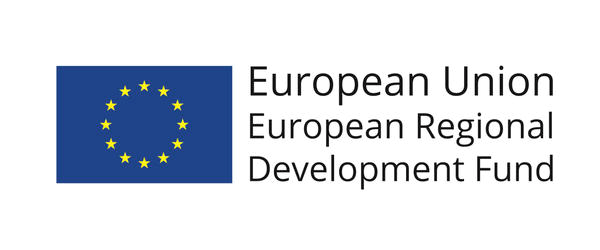 European Union
European Regional
Development Fund